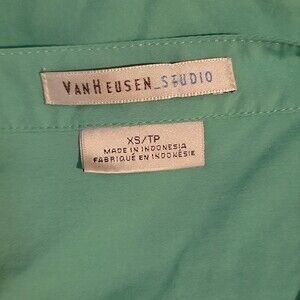 VANHEUSEN_STUDIO
XS/TP
MADE IN INDONESIA
FABRIQUÉ EN INDONÉSIE